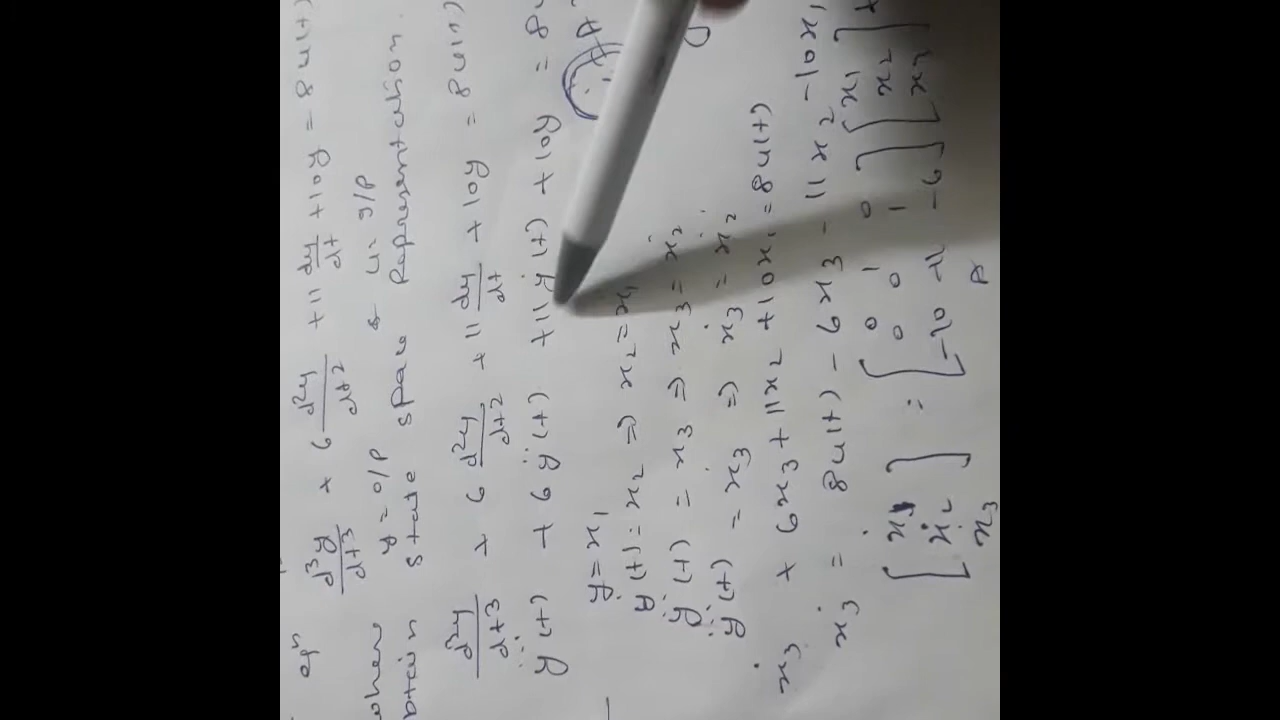 eqn d³y/dt3 + 6 d²y/dt2 + 11 dy/dt + 10y = 8u(t)
where y = o/p & u = i/p
obtain state space Representation.
d³y/dt3 + 6 d²y/dt2 + 11 dy/dt + 10y = 8u(t)
y⃛(t) + 6ÿ(t) + 11ẏ(t) + 10y = 8u
y = x₁
ẏ(t) = x₂ ⇒ x₂ = ẋ₁
ÿ(t) = x₃ ⇒ x₃ = ẋ₂
y⃛(t) = ẋ₃ ⇒ ẋ₃ = ẍ₂
ẋ₃ + 6x₃ + 11x₂ + 10x₁ = 8u(t)
ẋ₃ = 8u(t) - 6x₃ - 11x₂ - 10x₁
[ẋ₁ 0 1 0 [x₁
ẋ₂ ] = 0 0 1 ] x₂ ] +
ẋ₃ -10 -11 -6 x₃
A